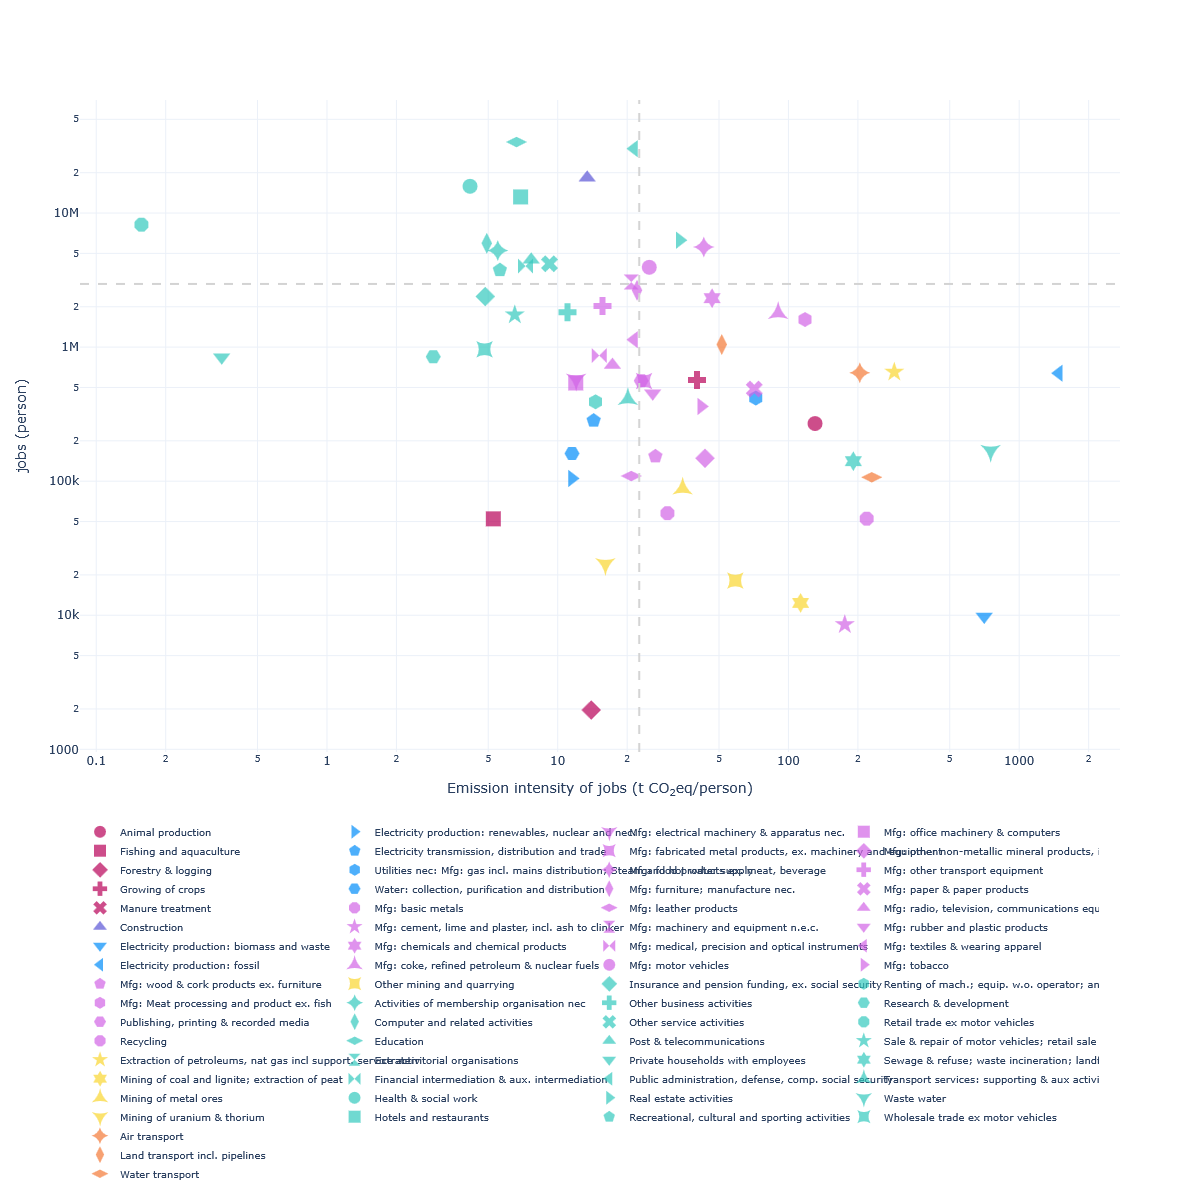 5
2
10M
5
2
1M
5
2
100k
5
2
10k
5
2
1000
jobs (person)
0.1 2 5 1 2 5 10 2 5 100 2 5 1000 2
Emission intensity of jobs (t CO2eq/person)
Animal production
Fishing and aquaculture
Forestry & logging
Growing of crops
Manure treatment
Construction
Electricity production: biomass and waste
Electricity production: fossil
Mfg: wood & cork products ex. furniture
Mfg: Meat processing and product ex. fish
Publishing, printing & recorded media
Recycling
Extraction of petroleums, nat gas incl support. service activ
Mining of coal and lignite; extraction of peat
Mining of metal ores
Mining of uranium & thorium
Air transport
Land transport incl. pipelines
Water transport
Electricity production: renewables, nuclear and nec
Electricity transmission, distribution and trade
Utilities nec: Mfg: gas incl. mains distribution; Steam and hot water supply
Water: collection, purification and distribution
Mfg: basic metals
Mfg: cement, lime and plaster, incl. ash to clinker
Mfg: chemicals and chemical products
Mfg: coke, refined petroleum & nuclear fuels
Other mining and quarrying
Activities of membership organisation nec
Computer and related activities
Education
Extraterritorial organisations
Financial intermediation & aux. intermediation
Health & social work
Hotels and restaurants
Mfg: electrical machinery & apparatus nec.
Mfg: fabricated metal products, ex. machinery and equipment
Mfg: food products ex. meat, beverage
Mfg: furniture; manufacture nec.
Mfg: leather products
Mfg: machinery and equipment n.e.c.
Mfg: medical, precision and optical instruments
Mfg: motor vehicles
Insurance and pension funding, ex. social security
Other business activities
Other service activities
Post & telecommunications
Private households with employees
Public administration, defense, comp. social security
Real estate activities
Recreational, cultural and sporting activities
Mfg: office machinery & computers
Mfg: other non-metallic mineral products, i
Mfg: other transport equipment
Mfg: paper & paper products
Mfg: radio, television, communications equ
Mfg: rubber and plastic products
Mfg: textiles & wearing apparel
Mfg: tobacco
Renting of mach.; equip. w.o. operator; an
Research & development
Retail trade ex motor vehicles
Sale & repair of motor vehicles; retail sale
Sewage & refuse; waste incineration; landf
Transport services: supporting & aux activi
Waste water
Wholesale trade ex motor vehicles